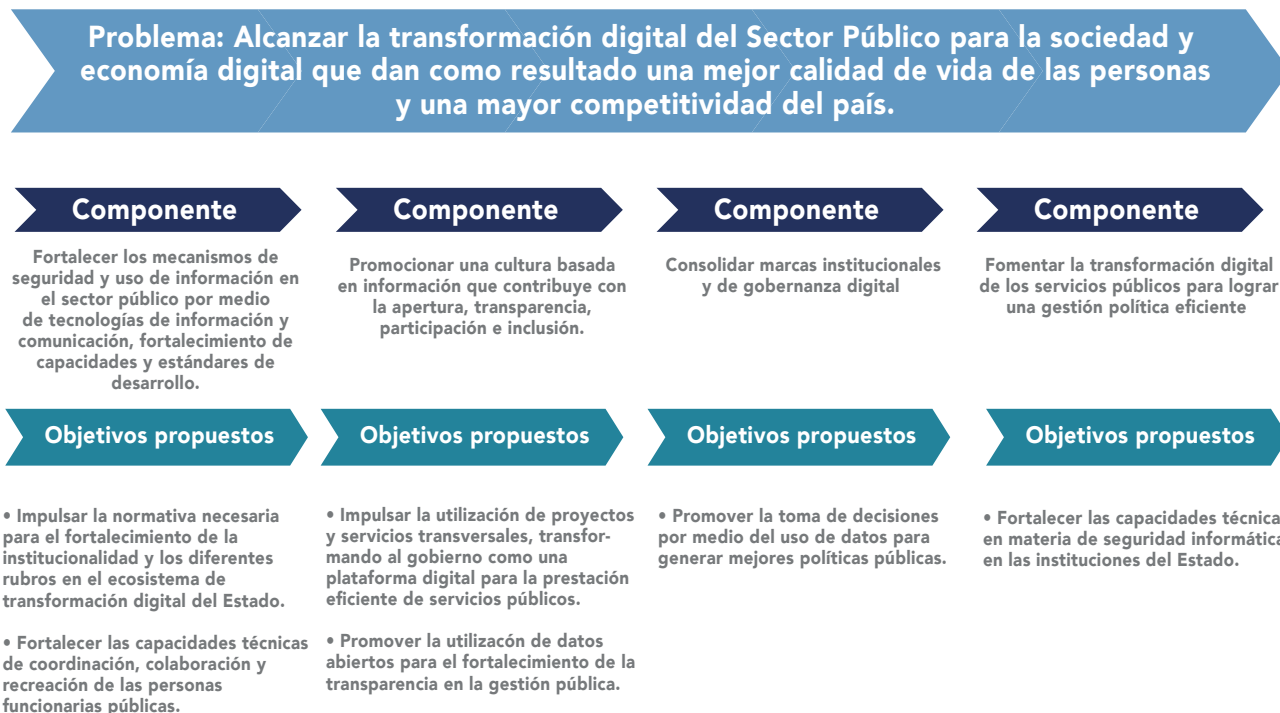 Problema: Alcanzar la transformación digital del Sector Público para la sociedad y
economía digital que dan como resultado una mejor calidad de vida de las personas
y una mayor competitividad del país.
Componente
Fortalecer los mecanismos de
seguridad y uso de información en
el sector público por medio
de tecnologías de información y
comunicación, fortalecimiento de
capacidades y estándares de
desarrollo.
Componente
Promocionar una cultura basada
en información que contribuye con
la apertura, transparencia,
participación e inclusión.
Componente
Consolidar marcas institucionales
y de gobernanza digital
Componente
Fomentar la transformación digital
de los servicios públicos para lograr
una gestión política eficiente
Objetivos propuestos
• Impulsar la normativa necesaria
para el fortalecimiento de la
institucionalidad y los diferentes
rubros en el ecosistema de
transformación digital del Estado.
• Fortalecer las capacidades técnicas
de coordinación, colaboración y
recreación de las personas
funcionarias públicas.
Objetivos propuestos
• Impulsar la utilización de proyectos
y servicios transversales, transfor-
mando al gobierno como una
plataforma digital para la prestación
eficiente de servicios públicos.
• Promover la utilizacón de datos
abiertos para el fortalecimiento de la
transparencia en la gestión pública.
Objetivos propuestos
• Promover la toma de decisiones
por medio del uso de datos para
generar mejores políticas públicas.
Objetivos propuestos
• Fortalecer las capacidades técnica
en materia de seguridad informática
en las instituciones del Estado.